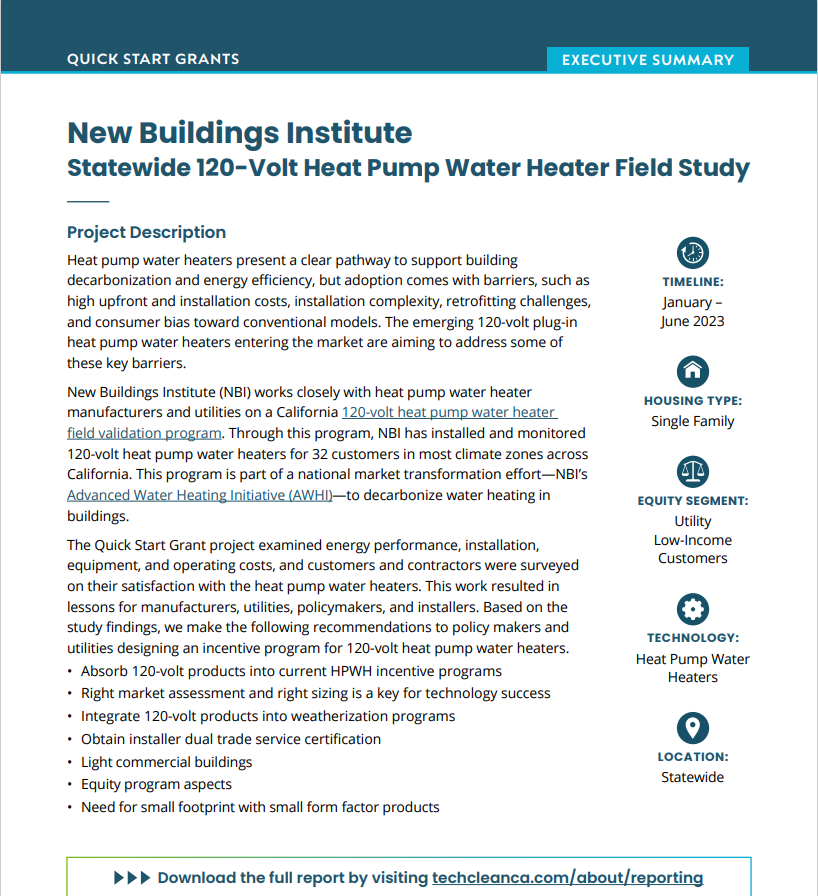 QUICK START GRANTS
EXECUTIVE SUMMARY
New Buildings Institute
Statewide 120-Volt Heat Pump Water Heater Field Study
Project Description
Heat pump water heaters present a clear pathway to support building
decarbonization and energy efficiency, but adoption comes with barriers, such as
high upfront and installation costs, installation complexity, retrofitting challenges,
and consumer bias toward conventional models. The emerging 120-volt plug-in
heat pump water heaters entering the market are aiming to address some of
these key barriers.
New Buildings Institute (NBI) works closely with heat pump water heater
manufacturers and utilities on a California 120-volt heat pump water heater
field validation program. Through this program, NBI has installed and monitored
120-volt heat pump water heaters for 32 customers in most climate zones across
California. This program is part of a national market transformation effort—NBI's
Advanced Water Heating Initiative (AWHI)—to decarbonize water heating in
buildings.
The Quick Start Grant project examined energy performance, installation,
equipment, and operating costs, and customers and contractors were surveyed
on their satisfaction with the heat pump water heaters. This work resulted in
lessons for manufacturers, utilities, policymakers, and installers. Based on the
study findings, we make the following recommendations to policy makers and
utilities designing an incentive program for 120-volt heat pump water heaters.
• Absorb 120-volt products into current HPWH incentive programs
• Right market assessment and right sizing is a key for technology success
• Integrate 120-volt products into weatherization programs
• Obtain installer dual trade service certification
• Light commercial buildings
• Equity program aspects
• Need for small footprint with small form factor products
TIMELINE:
January –
June 2023
HOUSING TYPE:
Single Family
EQUITY SEGMENT:
Utility
Low-Income
Customers
TECHNOLOGY:
Heat Pump Water
Heaters
LOCATION:
Statewide
Download the full report by visiting techcleanca.com/about/reporting